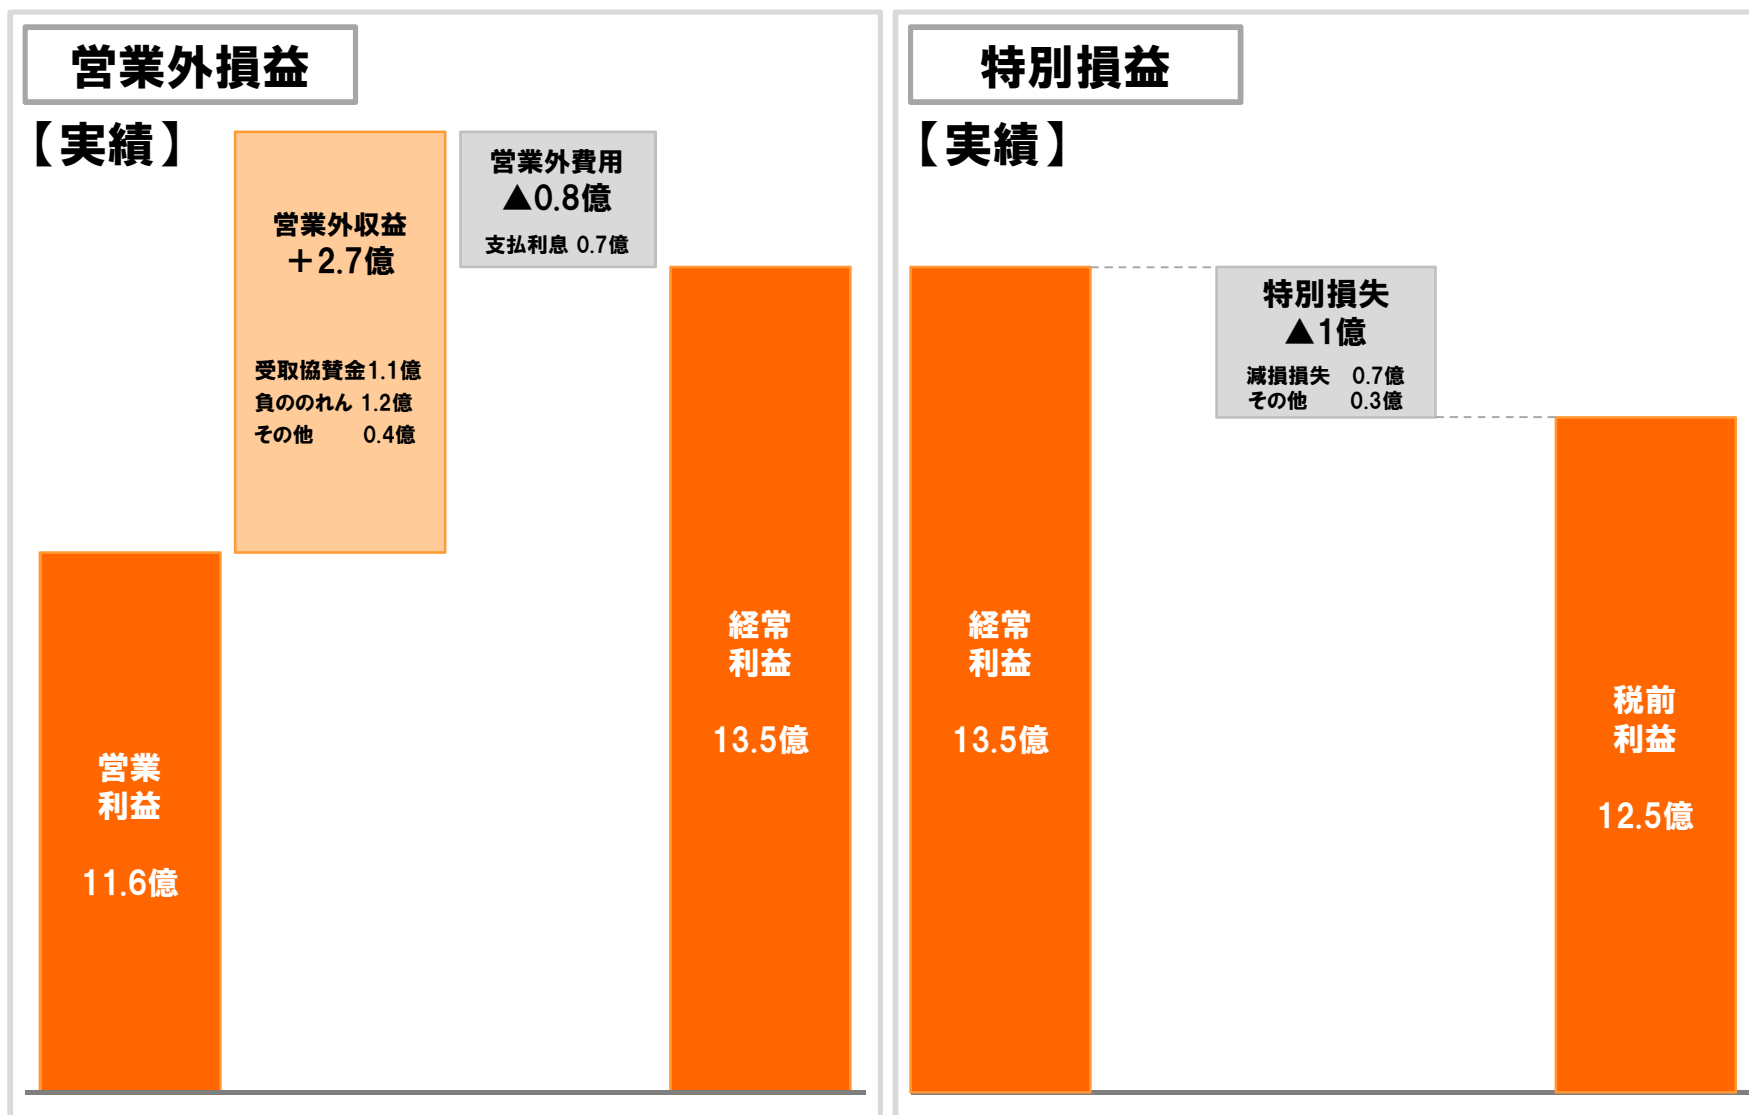 営業外損益
【実績】
営業外収益
＋2.7億
受取協賛金1.1億
負ののれん 1.2億
その他 0.4億
営業外費用
▲0.8億
支払利息 0.7億
営業
利益
11.6億
経常
利益
13.5億
特別損益
【実績】
経常
利益
13.5億
特別損失
▲1億
減損損失 0.7億
その他 0.3億
税前
利益
12.5億